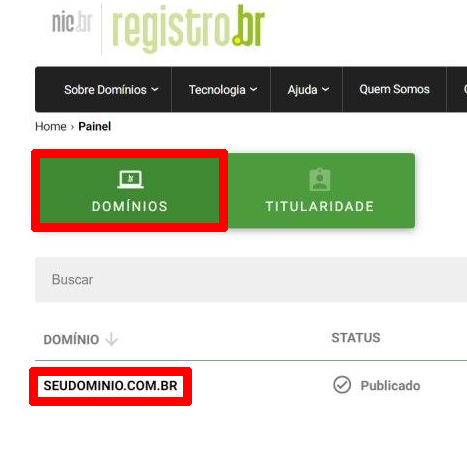 nic.br registro.br
Sobre Domínios Tecnologia Ajuda Quem Somos
Home › Painel
DOMÍNIOS TITULARIDADE
Buscar
DOMÍNIO STATUS
SEUDOMINIO.COM.BR Publicado